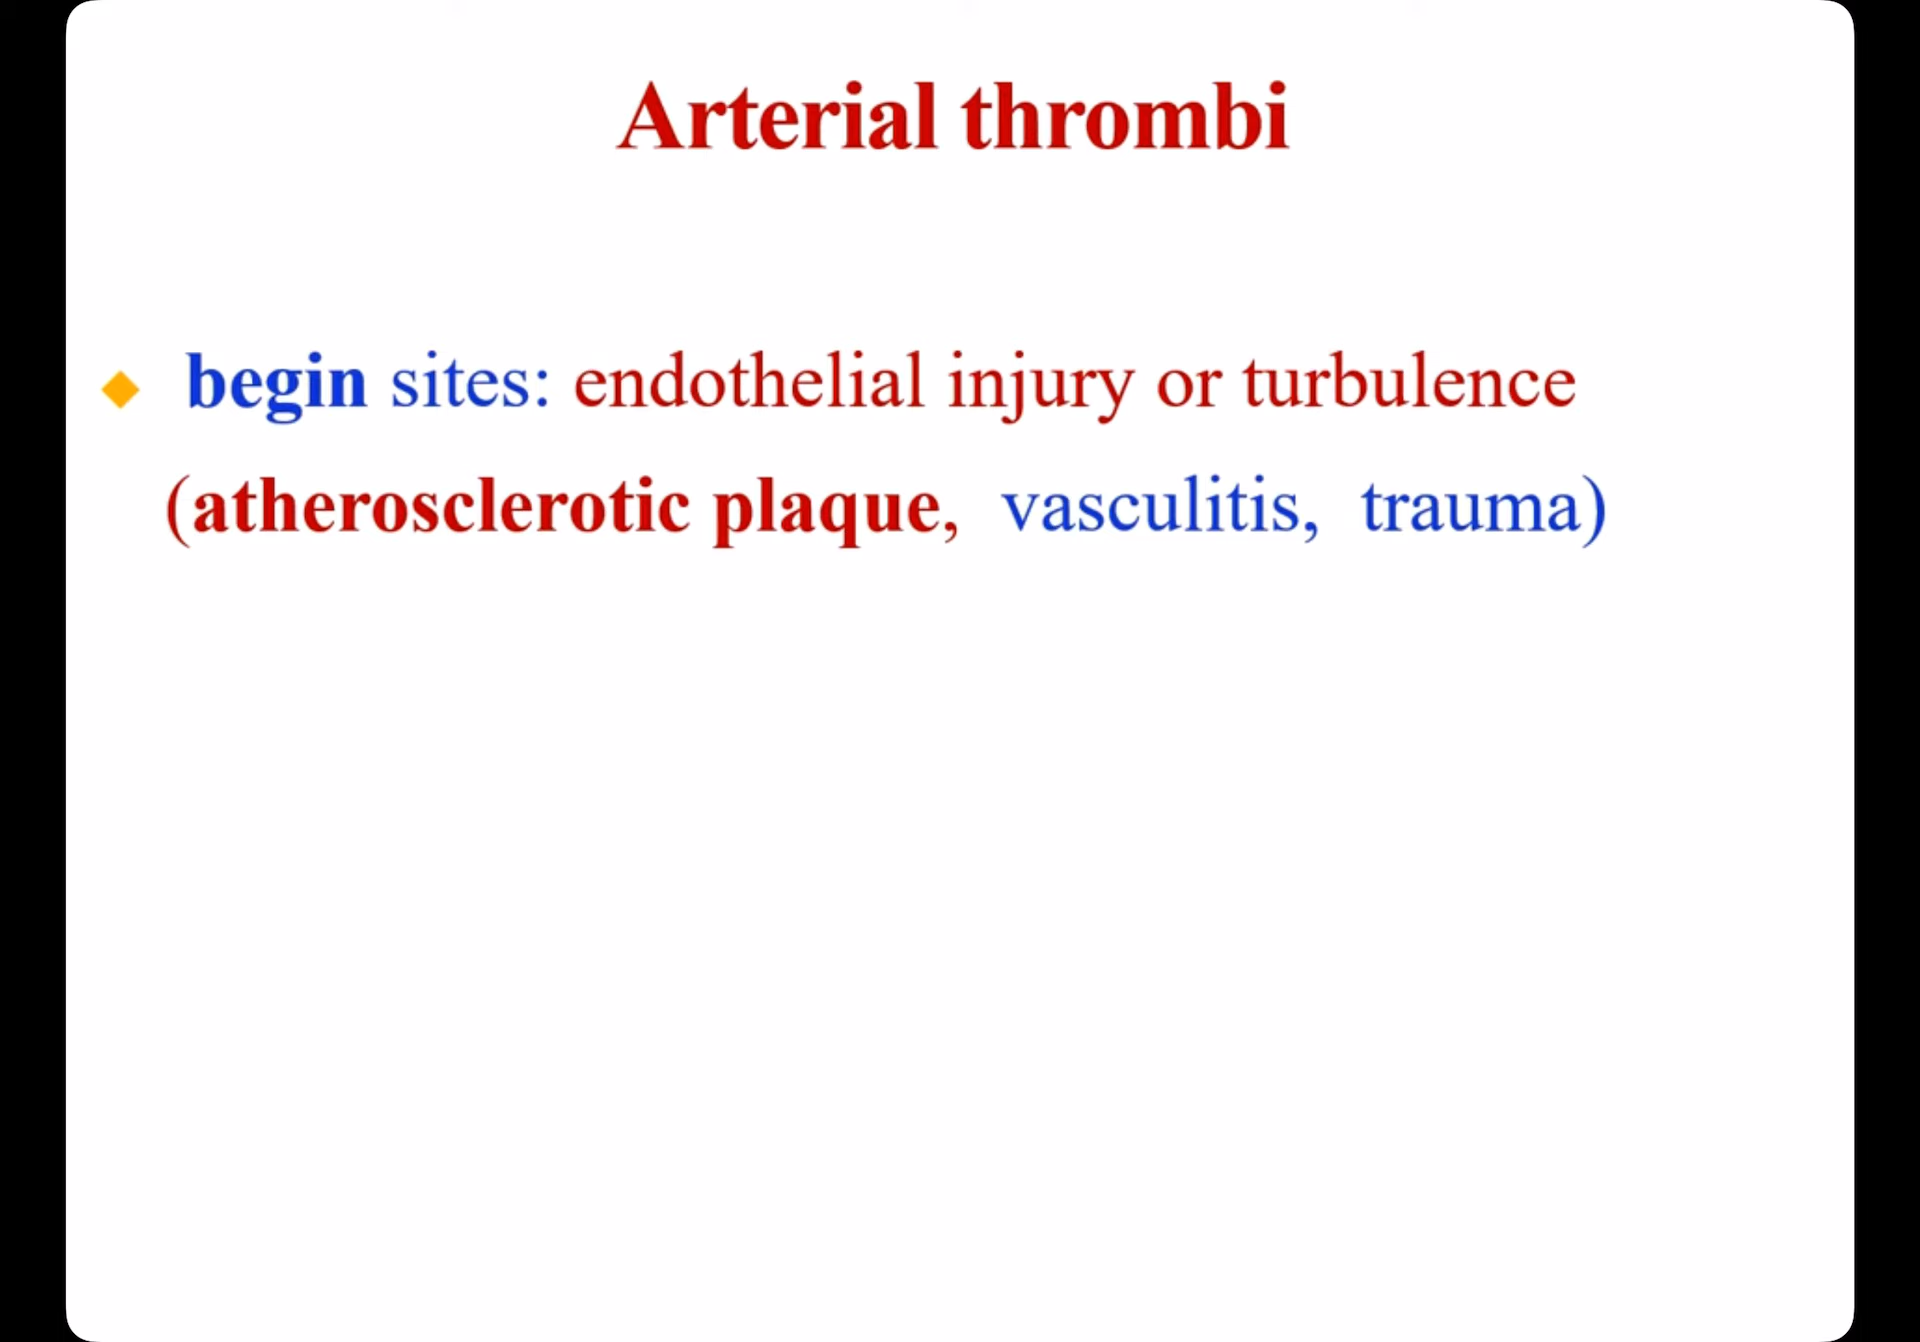 Arterial thrombi
begin sites: endothelial injury or turbulence
(atherosclerotic plaque, vasculitis, trauma)